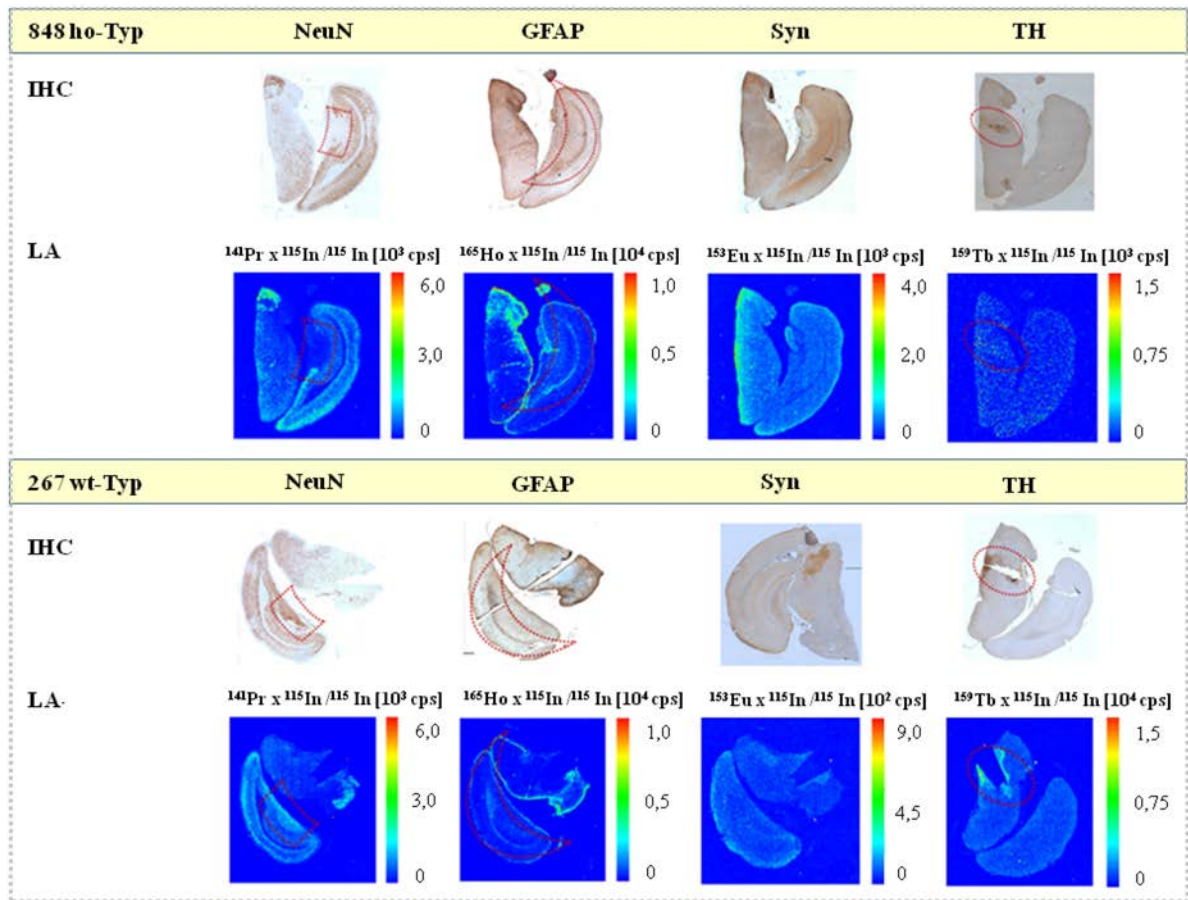 848 ho-Typ NeuN GFAP Syn TH
IHC
LA
¹⁴¹Pr x ¹¹⁵In /¹¹⁵ In [10³ cps] ¹⁶⁵Ho x ¹¹⁵In /¹¹⁵ In [10⁴ cps] ¹⁵³Eu x ¹¹⁵In /¹¹⁵ In [10³ cps] ¹⁵⁹Tb x ¹¹⁵In /¹¹⁵ In [10³ cps]
6,0 1,0 4,0 1,5
3,0 0,5 2,0 0,75
0 0 0 0
267 wt-Typ NeuN GFAP Syn TH
IHC
LA.
¹⁴¹Pr x ¹¹⁵In /¹¹⁵ In [10³ cps] ¹⁶⁵Ho x ¹¹⁵In /¹¹⁵ In [10⁴ cps] ¹⁵³Eu x ¹¹⁵In /¹¹⁵ In [10² cps] ¹⁵⁹Tb x ¹¹⁵In /¹¹⁵ In [10⁴ cps]
6,0 1,0 9,0 1,5
3,0 0,5 4,5 0,75
0 0 0 0